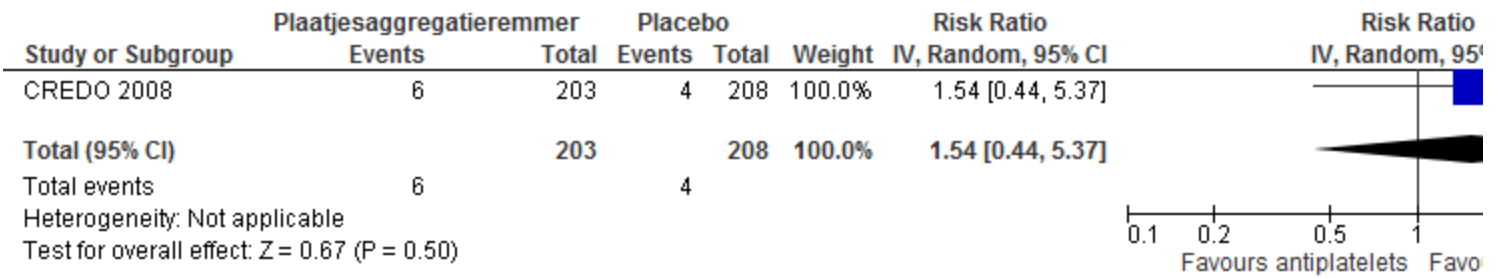 Plaatjesaggregatieremmer Placebo Risk Ratio Risk Ratio
Study or Subgroup Events Total Events Total Weight IV, Random, 95% CI IV, Random, 95%
CREDO 2008 6 203 4 208 100.0% 1.54 [0.44, 5.37]
Total (95% CI) 203 208 100.0% 1.54 [0.44, 5.37]
Total events 6 4
Heterogeneity: Not applicable
Test for overall effect: Z = 0.67 (P = 0.50)
0.1 0.2 0.5 1
Favours antiplatelets Favou